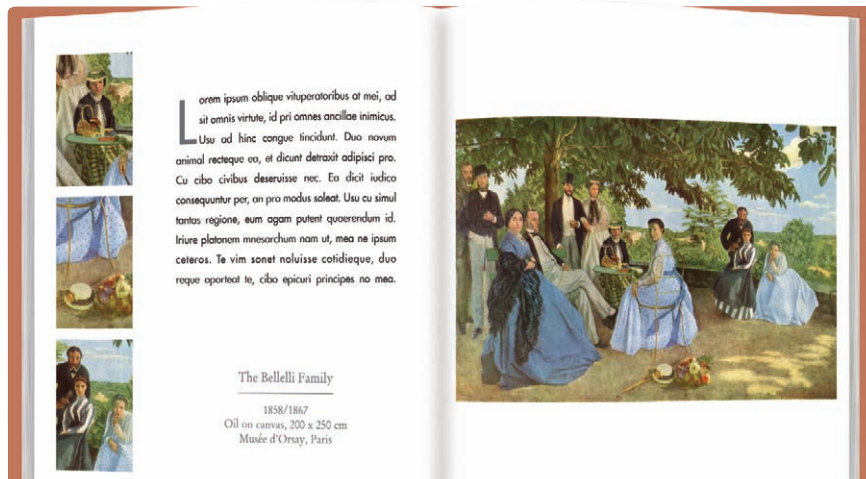 Lorem ipsum oblique vituperatoribus at mei, ad
sit omnis virtute, id pri omnes ancillae inimicus.
Usu ad hinc congue tincidunt. Duo novum
animal recteque ea, et dicunt detraxit adipisci pro.
Cu cibo civibus deseruisse nec. Ea dicit iudico
consequuntur per, an pro modus soleat. Usu cu simul
tantas regione, eum agam putent quaerendum id.
Iriure platonem mnesarchum nam ut, mea ne ipsum
ceteros. Te vim sonet noluisse cotidieque, duo
reque oporteat te, cibo epicuri principes no mea.
The Bellelli Family
1858/1867
Oil on canvas, 200 x 250 cm
Musée d'Orsay, Paris